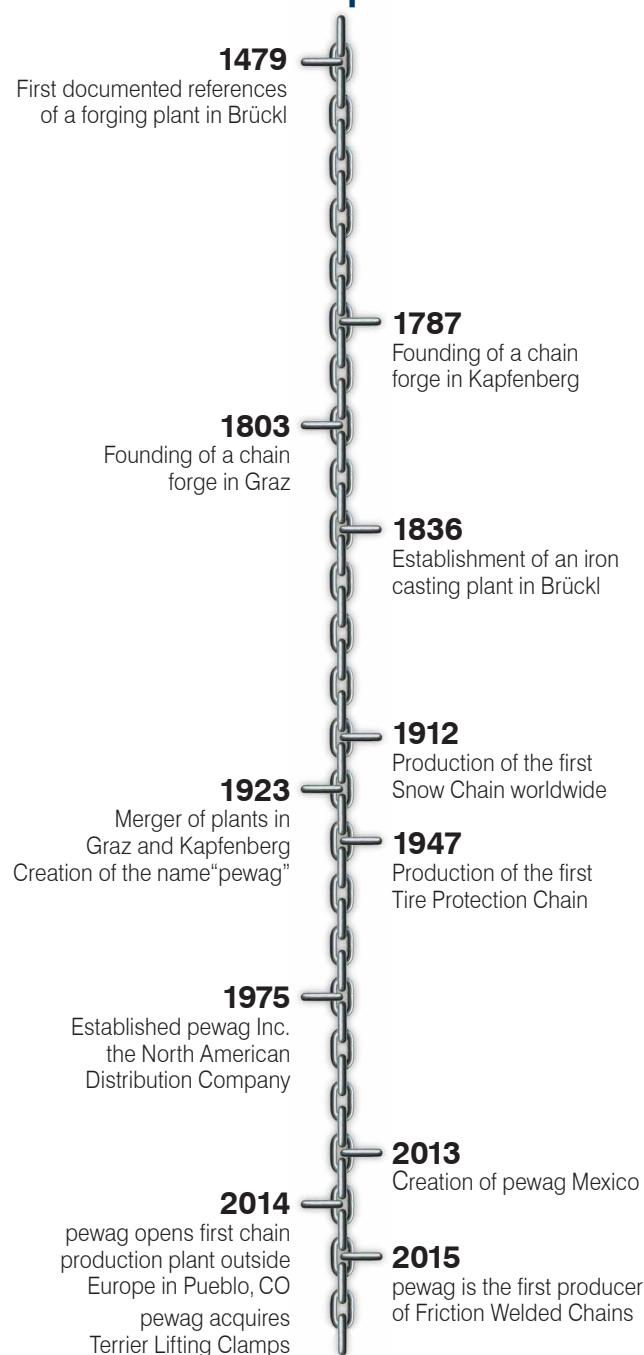 1479
First documented references
of a forging plant in Brückl
1787
Founding of a chain
forge in Kapfenberg
1803
Founding of a chain
forge in Graz
1836
Establishment of an iron
casting plant in Brückl
1912
Production of the first
Snow Chain worldwide
1923
Merger of plants in
Graz and Kapfenberg
Creation of the name“pewag”
1947
Production of the first
Tire Protection Chain
1975
Established pewag Inc.
the North American
Distribution Company
2013
Creation of pewag Mexico
2014
pewag opens first chain
production plant outside
Europe in Pueblo, CO
pewag acquires
Terrier Lifting Clamps
2015
pewag is the first producer
of Friction Welded Chains